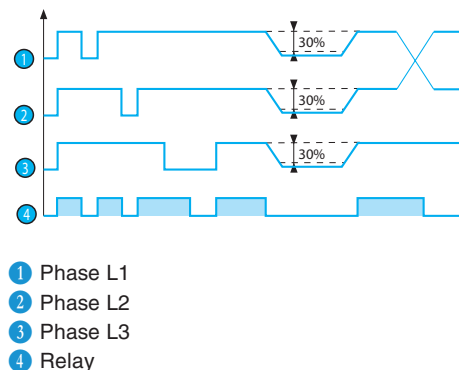 1 30%
2 30%
3 30%
4
1 Phase L1
2 Phase L2
3 Phase L3
4 Relay